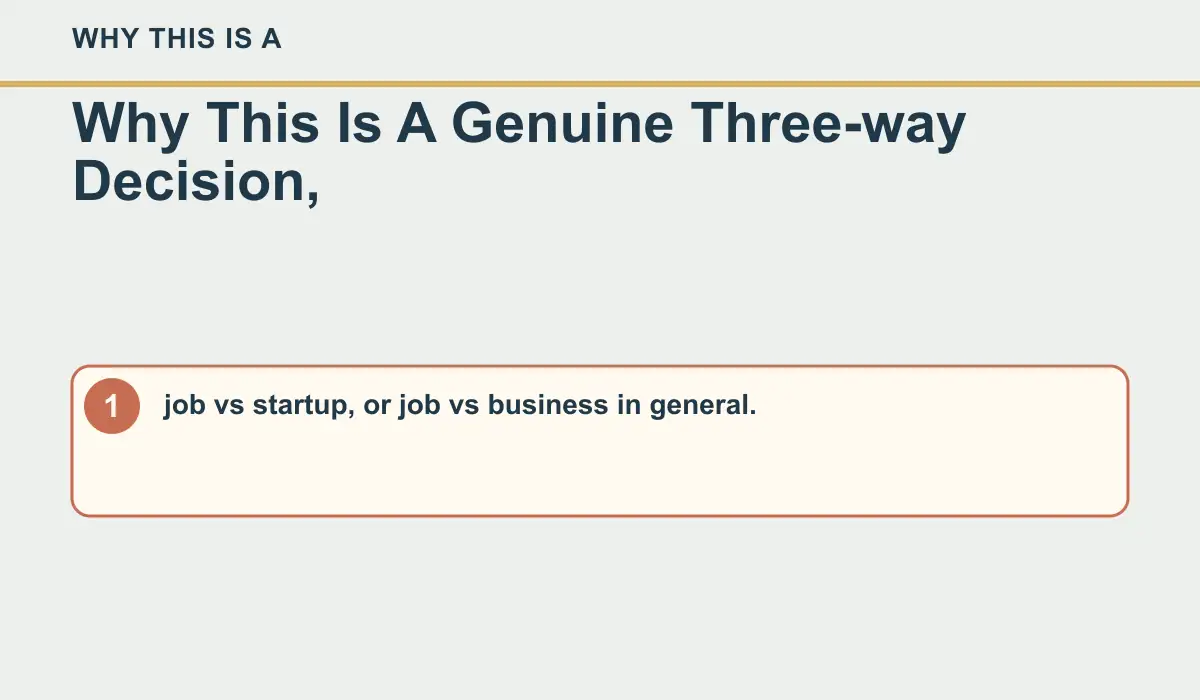 WHY THIS IS A
Why This Is A Genuine Three-way
Decision,
1
job vs startup, or job vs business in general.